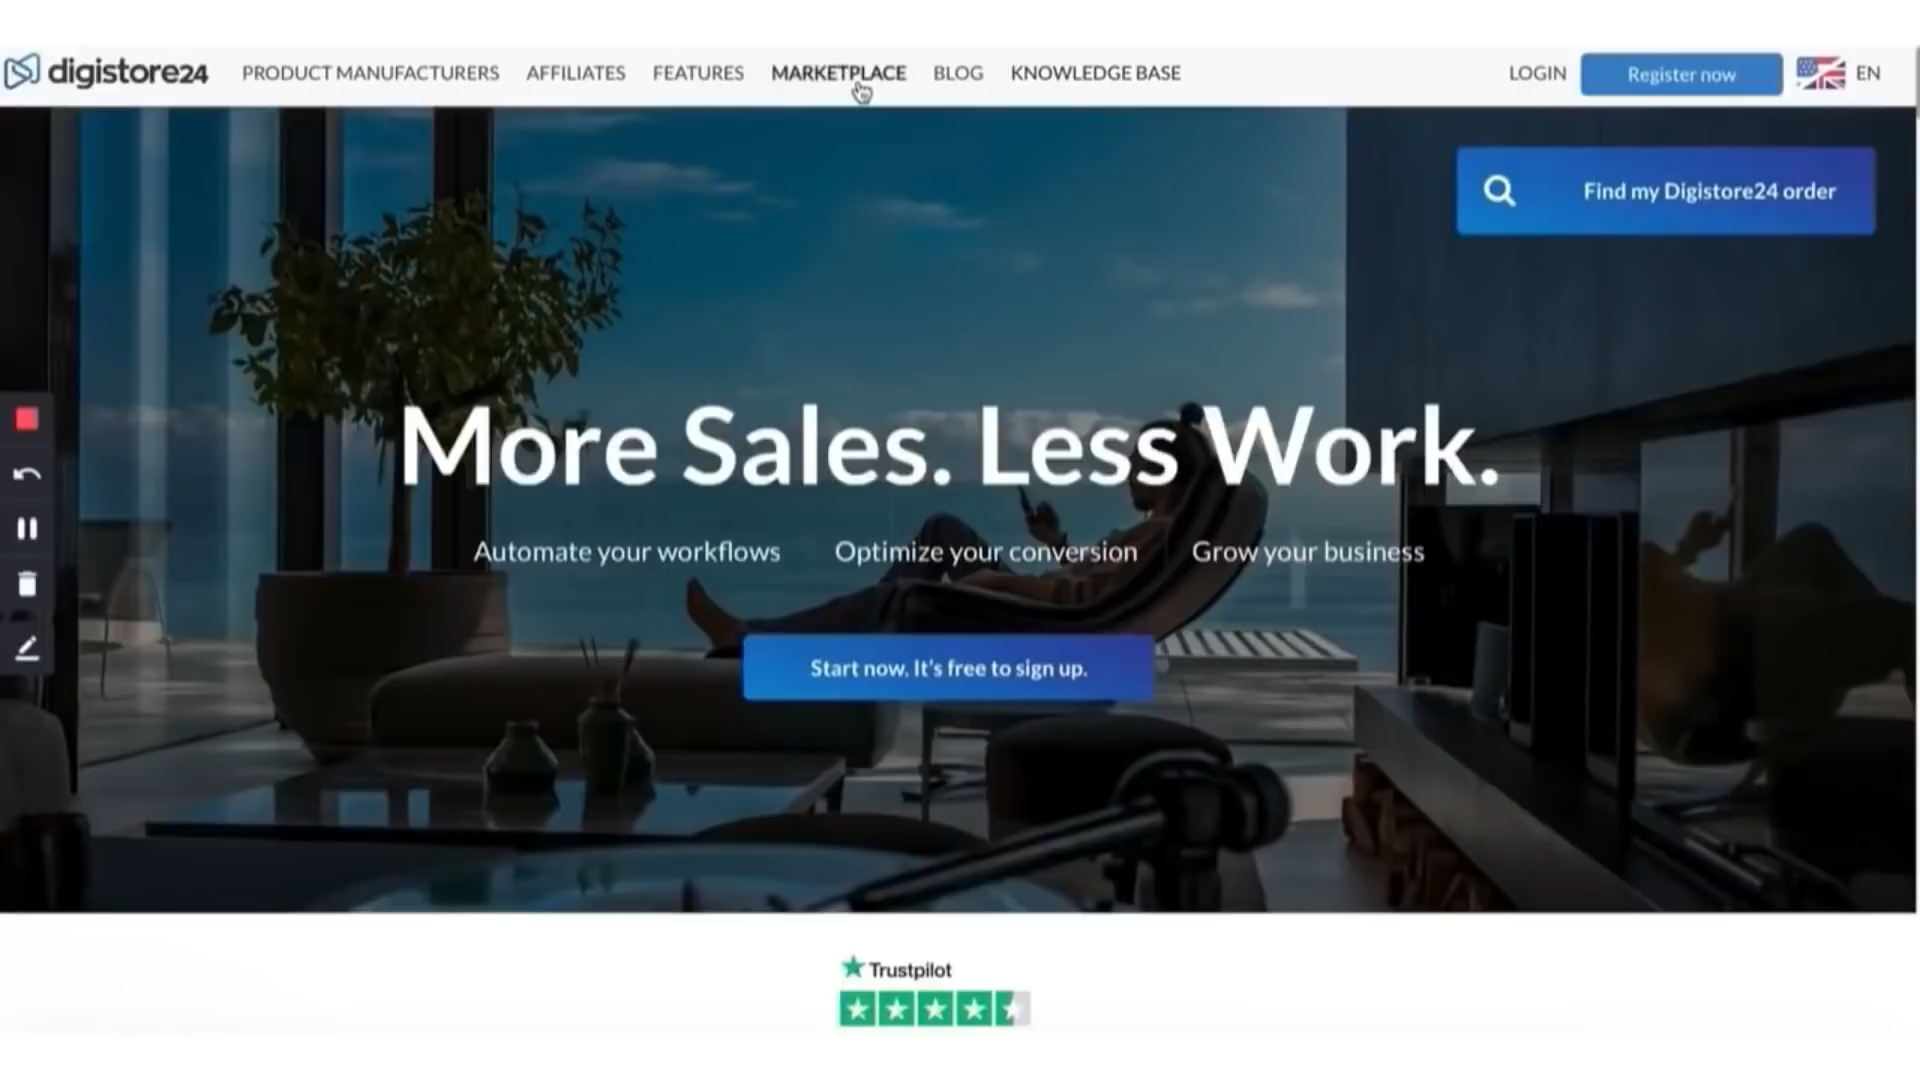 digistore24 PRODUCT MANUFACTURERS AFFILIATES FEATURES MARKETPLACE BLOG KNOWLEDGE BASE LOGIN Register now EN
Find my Digistore24 order
More Sales. Less Work.
Automate your workflows Optimize your conversion Grow your business
Start now. It's free to sign up.
Trustpilot